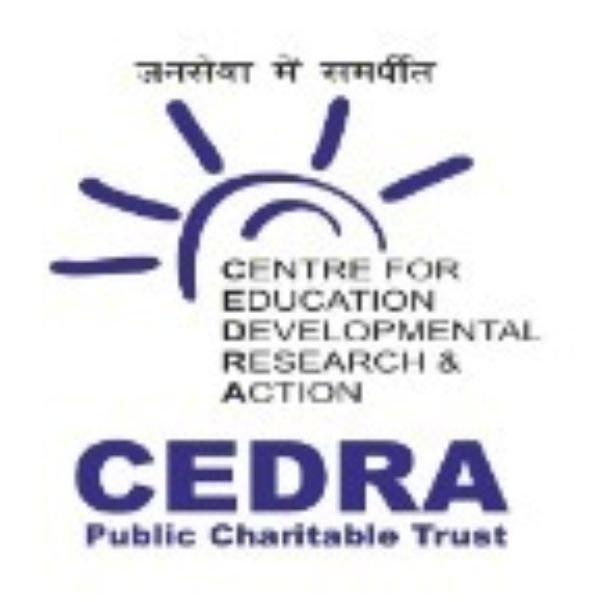 जनसेवा में समर्पीत
CENTRE FOR
EDUCATION
DEVELOPMENTAL
RESEARCH &
ACTION
CEDRA
Public Charitable Trust